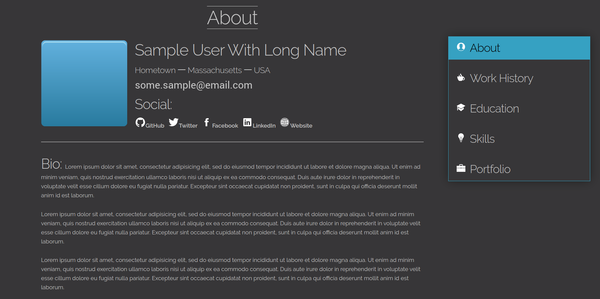 About
Sample User With Long Name
Hometown — Massachusetts — USA
some.sample@email.com
Social:
GitHub Twitter Facebook LinkedIn Website
Bio: Lorem ipsum dolor sit amet, consectetur adipisicing elit, sed do eiusmod tempor incididunt ut labore et dolore magna aliqua. Ut enim ad
minim veniam, quis nostrud exercitation ullamco laboris nisi ut aliquip ex ea commodo consequat. Duis aute irure dolor in reprehenderit in
voluptate velit esse cillum dolore eu fugiat nulla pariatur. Excepteur sint occaecat cupidatat non proident, sunt in culpa qui officia deserunt mollit
anim id est laborum.
Lorem ipsum dolor sit amet, consectetur adipisicing elit, sed do eiusmod tempor incididunt ut labore et dolore magna aliqua. Ut enim ad minim
veniam, quis nostrud exercitation ullamco laboris nisi ut aliquip ex ea commodo consequat. Duis aute irure dolor in reprehenderit in voluptate velit
esse cillum dolore eu fugiat nulla pariatur. Excepteur sint occaecat cupidatat non proident, sunt in culpa qui officia deserunt mollit anim id est
laborum.
Lorem ipsum dolor sit amet, consectetur adipisicing elit, sed do eiusmod tempor incididunt ut labore et dolore magna aliqua. Ut enim ad minim
veniam, quis nostrud exercitation ullamco laboris nisi ut aliquip ex ea commodo consequat. Duis aute irure dolor in reprehenderit in voluptate velit
esse cillum dolore eu fugiat nulla pariatur. Excepteur sint occaecat cupidatat non proident, sunt in culpa qui officia deserunt mollit anim id est
About
Work History
Education
Skills
Portfolio